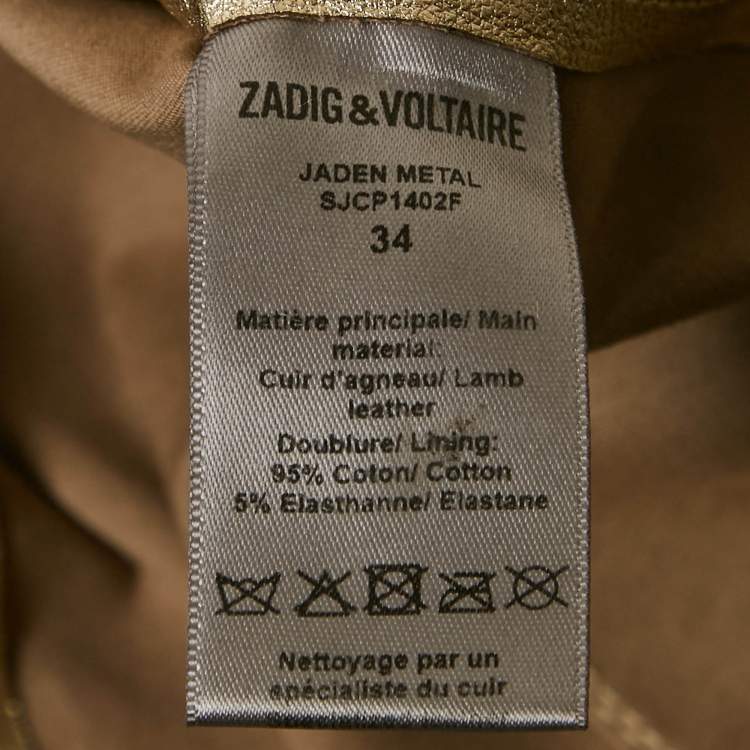 ZADIG&VOLTAIRE
JADEN METAL
SJCP1402F
34
Matière principale/ Main
material:
Cuir d'agneau/ Lamb
leather
Doublure/ Lining:
95% Coton/ Cotton
5% Elasthanne/ Elastane
Nettoyage par un
spécialiste du cuir